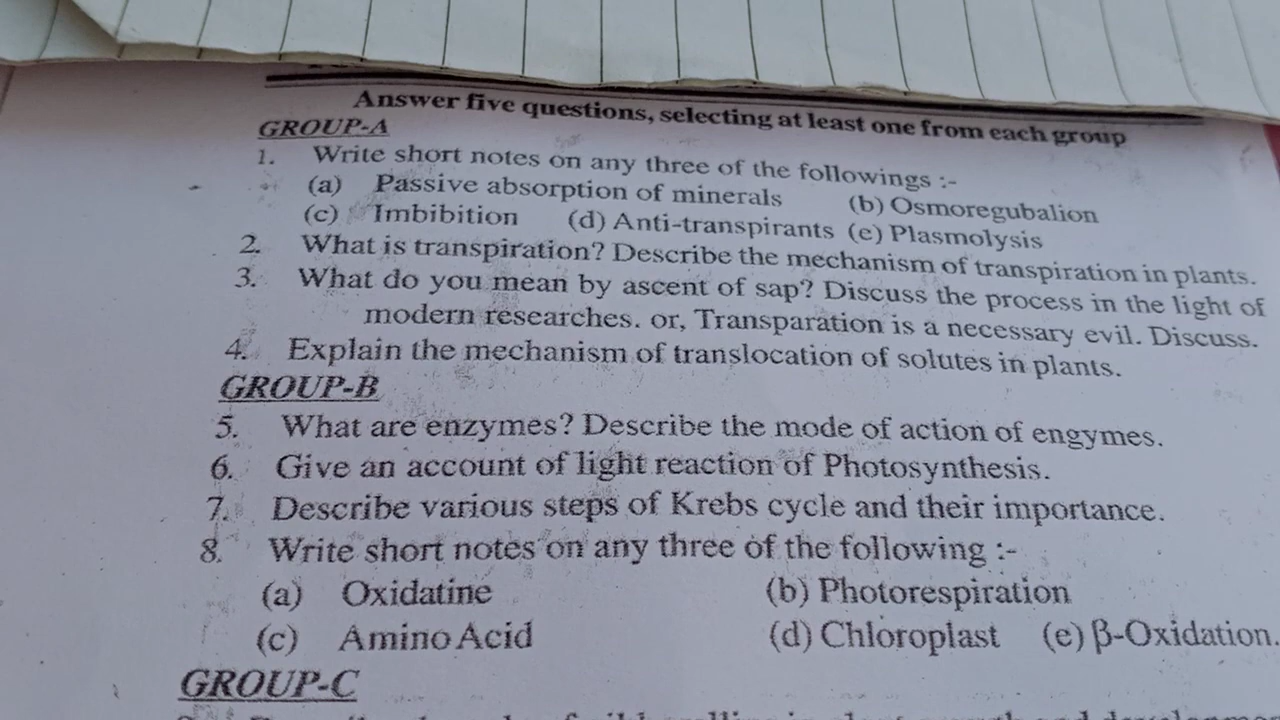 Answer five questions, selecting at least one from each group
GROUP-A
1. Write short notes on any three of the followings :-
(a) Passive absorption of minerals (b) Osmoregubalion
(c) Imbibition (d) Anti-transpirants (e) Plasmolysis
2. What is transpiration? Describe the mechanism of transpiration in plants.
3. What do you mean by ascent of sap? Discuss the process in the light of
modern researches. or, Transparation is a necessary evil. Discuss.
4. Explain the mechanism of translocation of solutes in plants.
GROUP-B
5. What are enzymes? Describe the mode of action of engymes.
6. Give an account of light reaction of Photosynthesis.
7. Describe various steps of Krebs cycle and their importance.
8. Write short notes on any three of the following :-
(a) Oxidatine (b) Photorespiration
(c) Amino Acid (d) Chloroplast (e) β-Oxidation.
GROUP-C